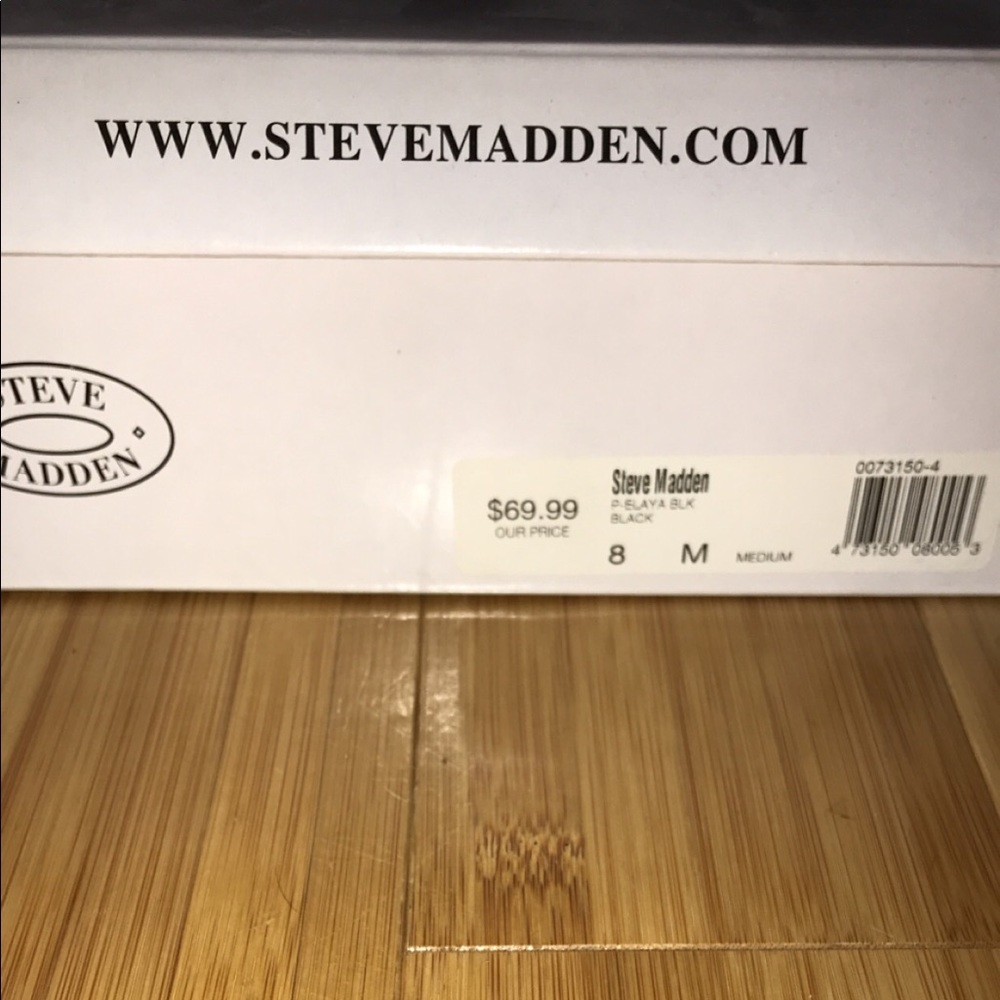 WWW.STEVEMADDEN.COM
STEVE
MADDEN
$69.99
OUR PRICE
Steve Madden
P-ELAYA BLK
BLACK
8 M MEDIUM
0073150-4
4 73150 08005 3